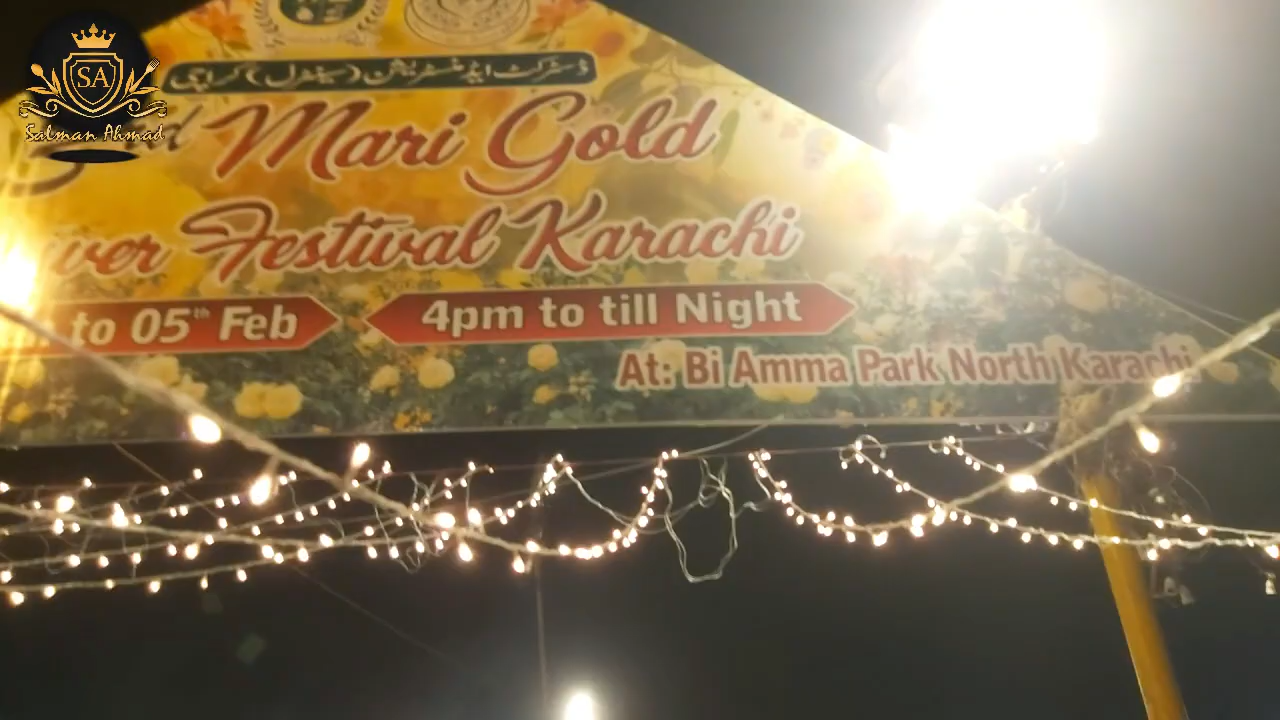 SA
Salman Ahmad
ڈسٹرکٹ ایڈمنسٹریشن (سینٹرل) کراچی
Mari Gold
Festival Karachi
to 05th Feb
4pm to till Night
At: Bi Amma Park North Karachi